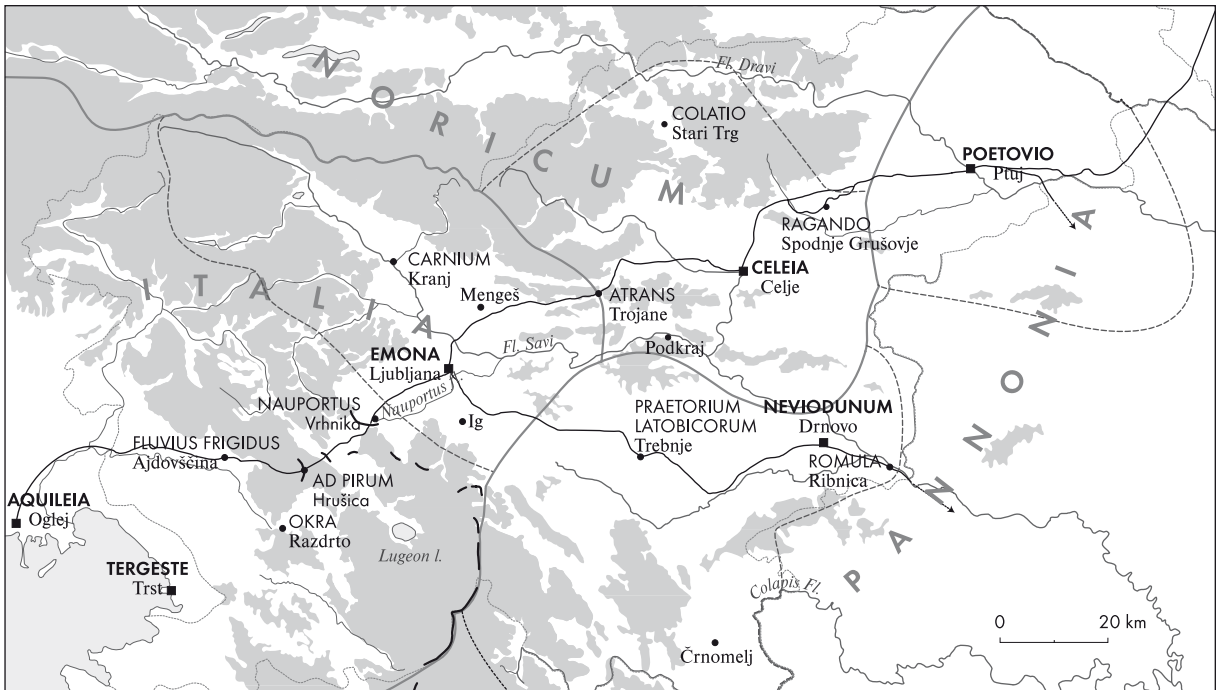 NORICUM
Fl. Dravi
COLATIO
Stari Trg
POETOVIO
Ptuj
RAGANDO
Spodnje Grušovje
CARNIUM
Kranj
CELEIA
Celje
ITALIA
Mengeš
ATRANS
Trojane
Fl. Savi
Podkraj
EMONA
Ljubljana
Nauportus
NAUPORTUS
Vrhnika
Ig
PRAETORIUM
LATOBICORUM
Trebnje
NEVIODUNUM
Drnovo
FLUVIUS FRIGIDUS
Ajdovščina
AD PIRUM
Hrušica
ROMULA
Ribnica
AQUILEIA
Oglej
OKRA
Razdrto
Lugeon l.
TERGESTE
Trst
Colapis Fl.
PANNONIA
Črnomelj
0 20 km